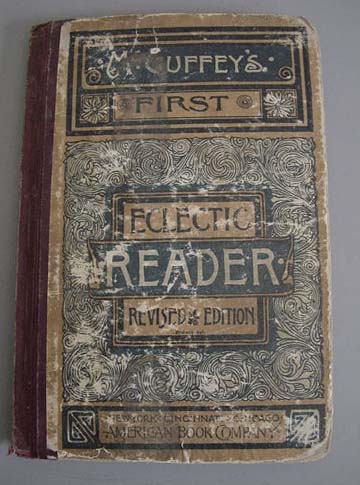 McGUFFEY'S
FIRST
ECLECTIC
READER
REVISED EDITION
NEW YORK CINCINNATI CHICAGO
AMERICAN BOOK COMPANY